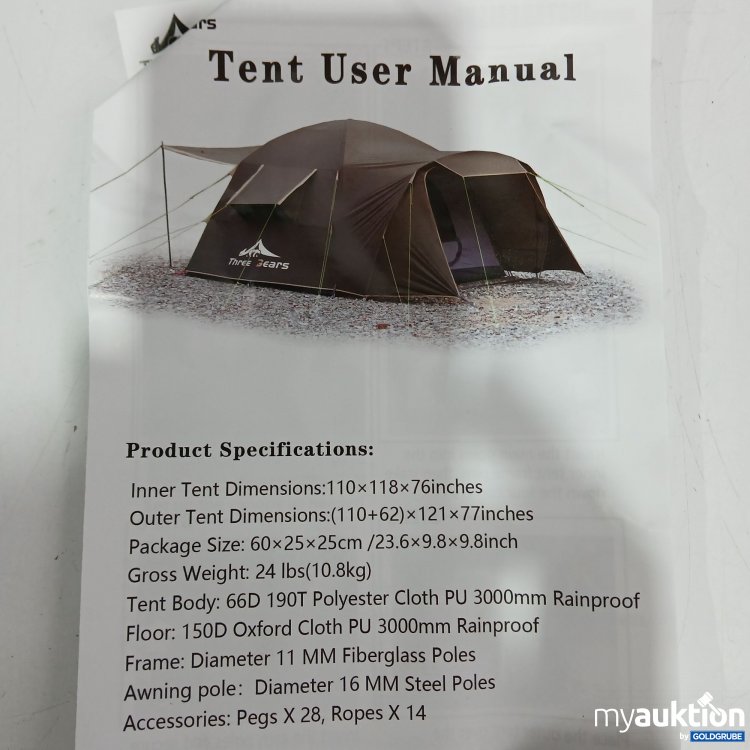 Tent User Manual
Three Gears
Product Specifications:
Inner Tent Dimensions:110×118×76inches
Outer Tent Dimensions:(110+62)×121×77inches
Package Size: 60×25×25cm /23.6×9.8×9.8inch
Gross Weight: 24 lbs(10.8kg)
Tent Body: 66D 190T Polyester Cloth PU 3000mm Rainproof
Floor: 150D Oxford Cloth PU 3000mm Rainproof
Frame: Diameter 11 MM Fiberglass Poles
Awning pole: Diameter 16 MM Steel Poles
Accessories: Pegs X 28, Ropes X 14
myauktion
by GOLDGRUBE